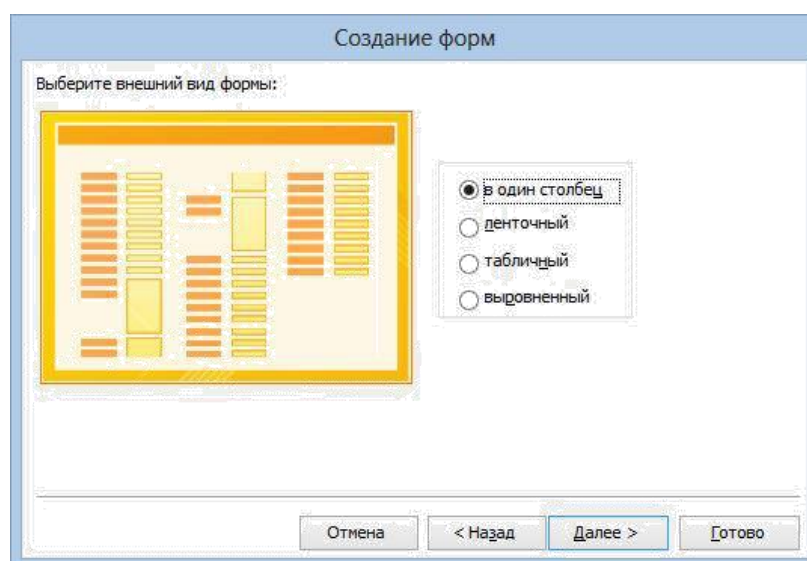 Создание форм
Выберите внешний вид формы:
в один столбец
ленточный
табличный
выровненный
Отмена
< Назад
Далее >
Готово